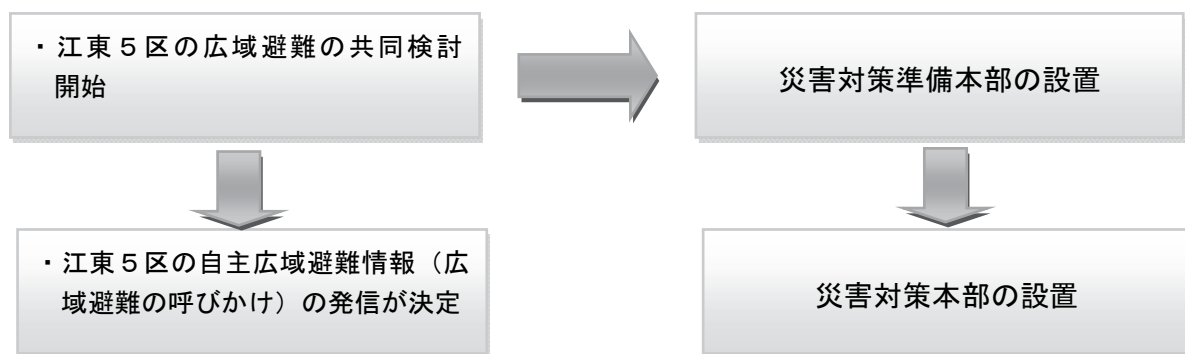 ・江東５区の広域避難の共同検討
開始
災害対策準備本部の設置
・江東５区の自主広域避難情報（広
域避難の呼びかけ）の発信が決定
災害対策本部の設置